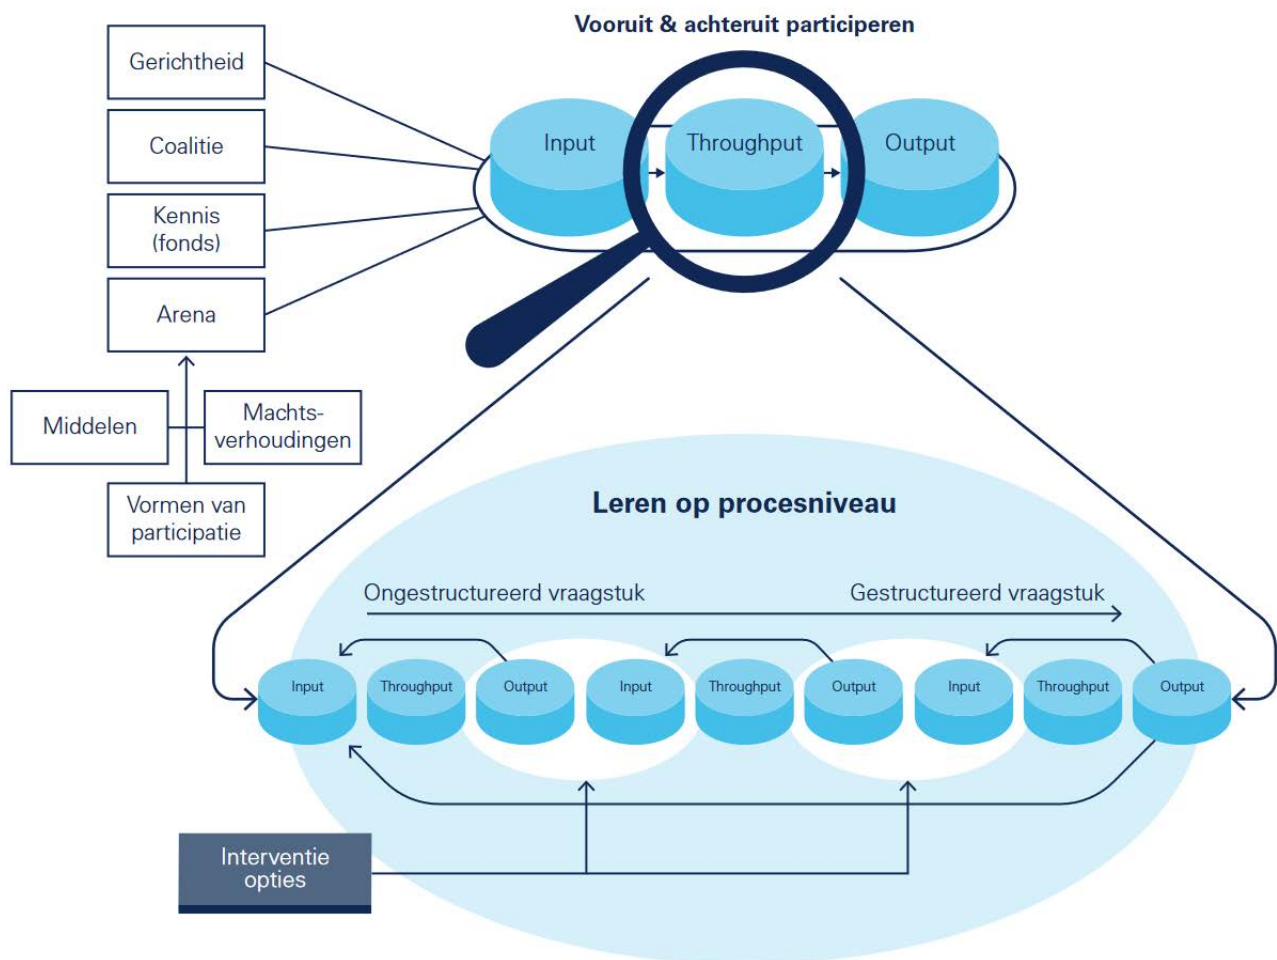 Vooruit & achteruit participeren
Gerichtheid
Coalitie
Kennis
(fonds)
Arena
Input
Throughput
Output
Middelen
Machts-
verhoudingen
Vormen van
participatie
Leren op procesniveau
Ongestructureerd vraagstuk
Gestructureerd vraagstuk
Input
Throughput
Output
Input
Throughput
Output
Input
Throughput
Output
Interventie
opties